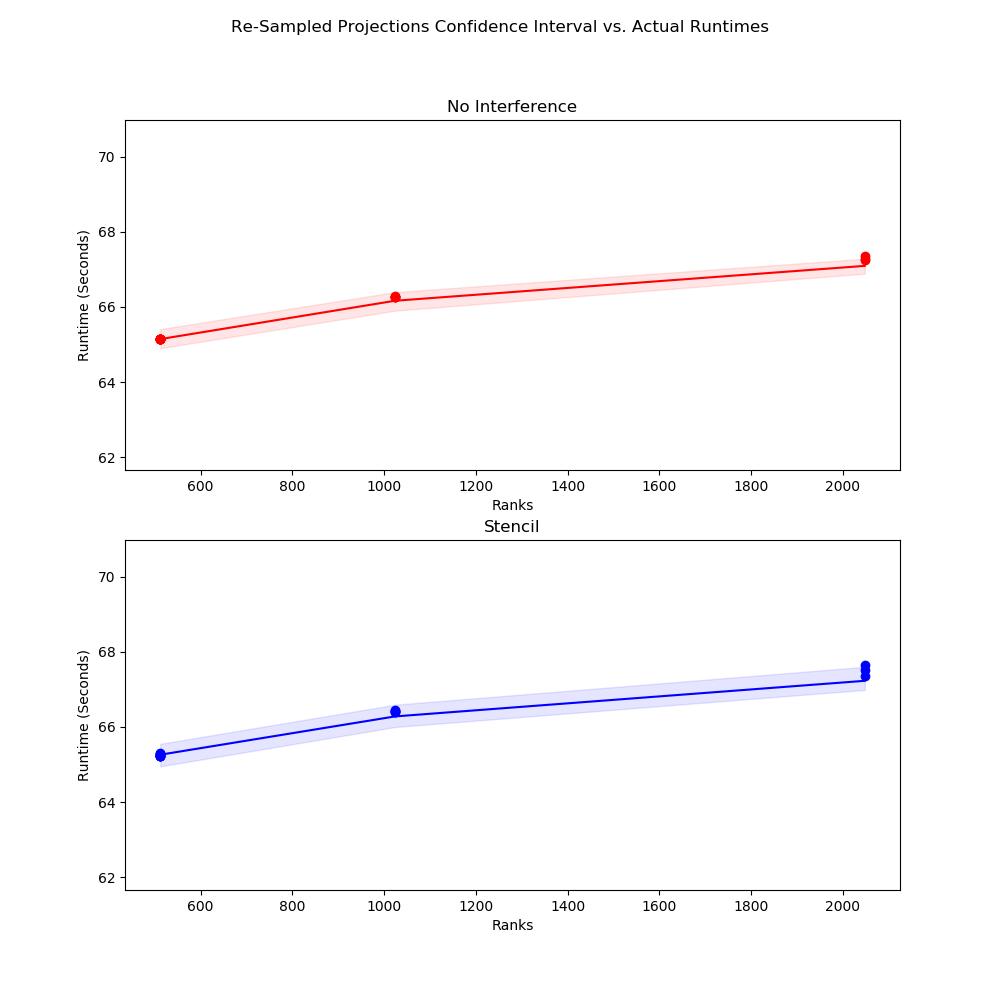 Re-Sampled Projections Confidence Interval vs. Actual Runtimes
No Interference
70
68
66
64
62
Runtime (Seconds)
600 800 1000 1200 1400 1600 1800 2000
Ranks
Stencil
70
68
66
64
62
Runtime (Seconds)
600 800 1000 1200 1400 1600 1800 2000
Ranks